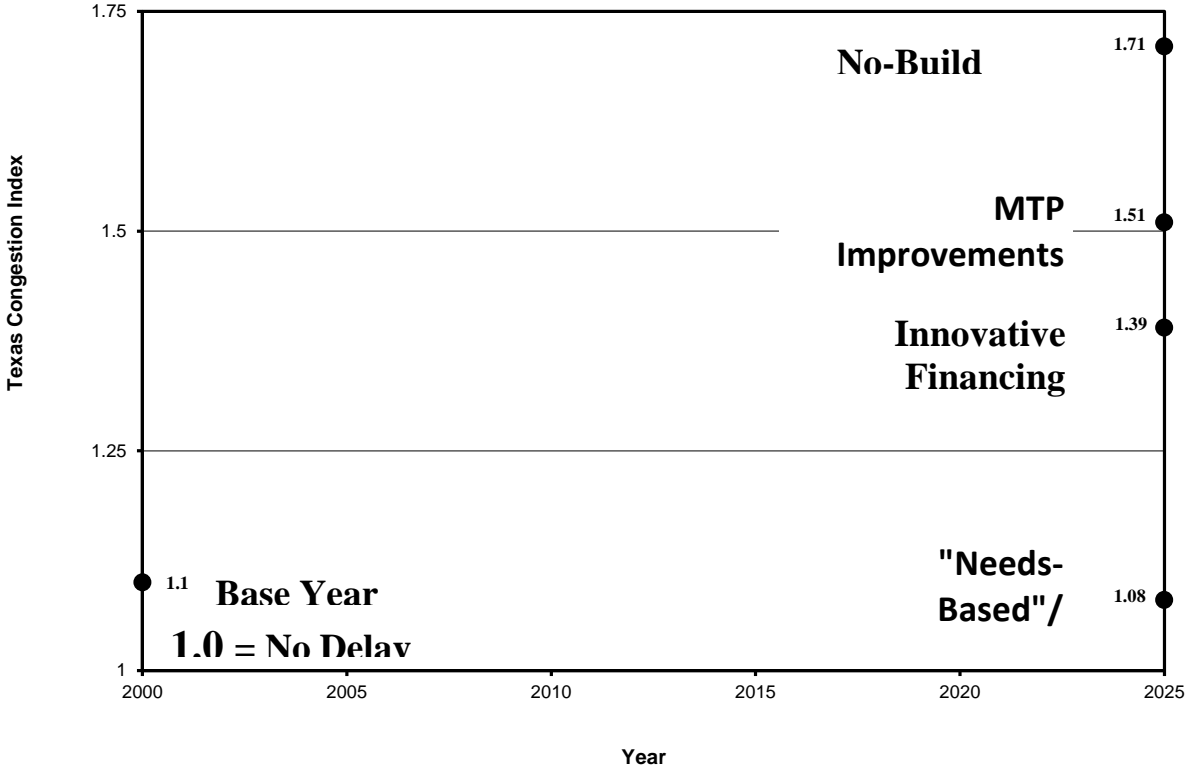 1.75
No-Build
1.71
MTP
Improvements
1.51
1.5
Innovative
Financing
1.39
1.25
"Needs-
Based"/
1.08
1.1
Base Year
1.0 = No Delay
1
2000
2005
2010
2015
2020
2025
Year
Texas Congestion Index